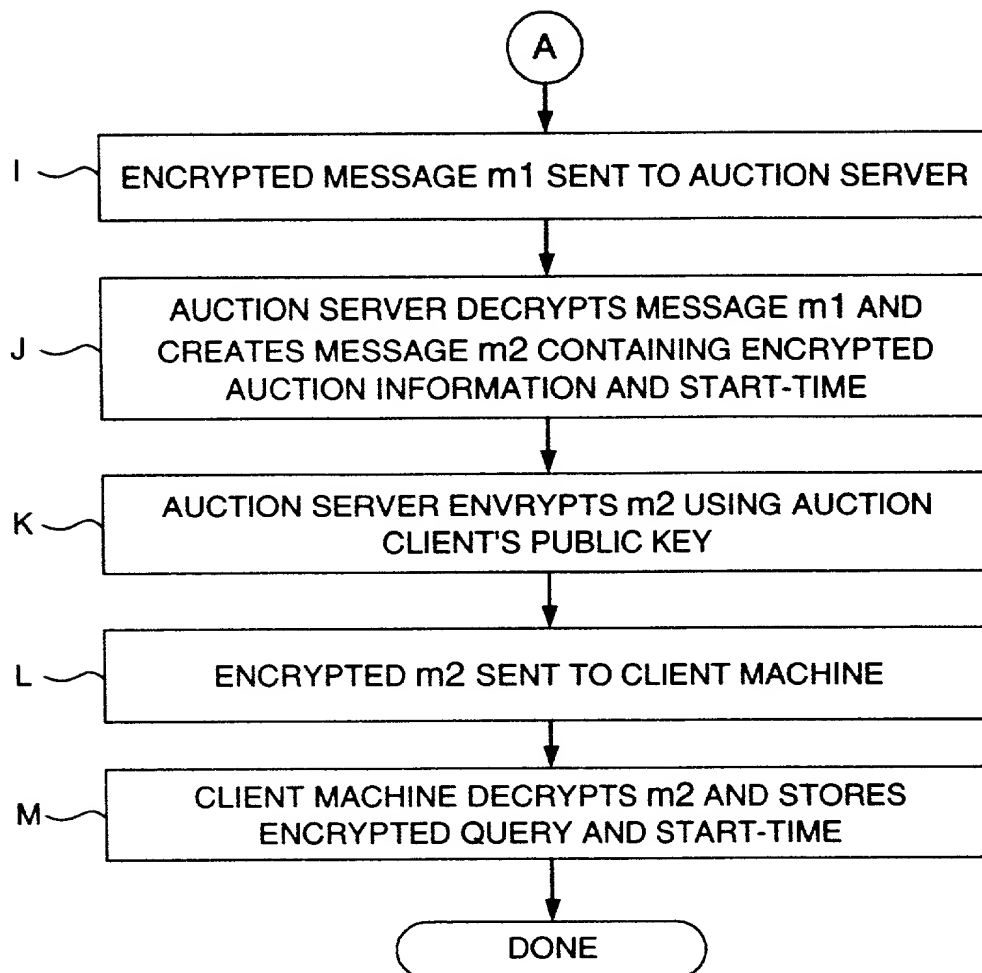 A
I
ENCRYPTED MESSAGE m1 SENT TO AUCTION SERVER
J
AUCTION SERVER DECRYPTS MESSAGE m1 AND
CREATES MESSAGE m2 CONTAINING ENCRYPTED
AUCTION INFORMATION AND START-TIME
K
AUCTION SERVER ENVRYPTS m2 USING AUCTION
CLIENT'S PUBLIC KEY
L
ENCRYPTED m2 SENT TO CLIENT MACHINE
M
CLIENT MACHINE DECRYPTS m2 AND STORES
ENCRYPTED QUERY AND START-TIME
DONE